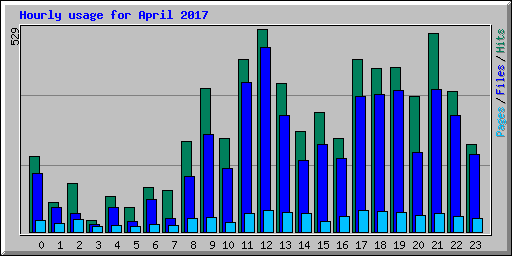 Hourly usage for April 2017
529
Pages/Files/Hits
0 1 2 3 4 5 6 7 8 9 10 11 12 13 14 15 16 17 18 19 20 21 22 23